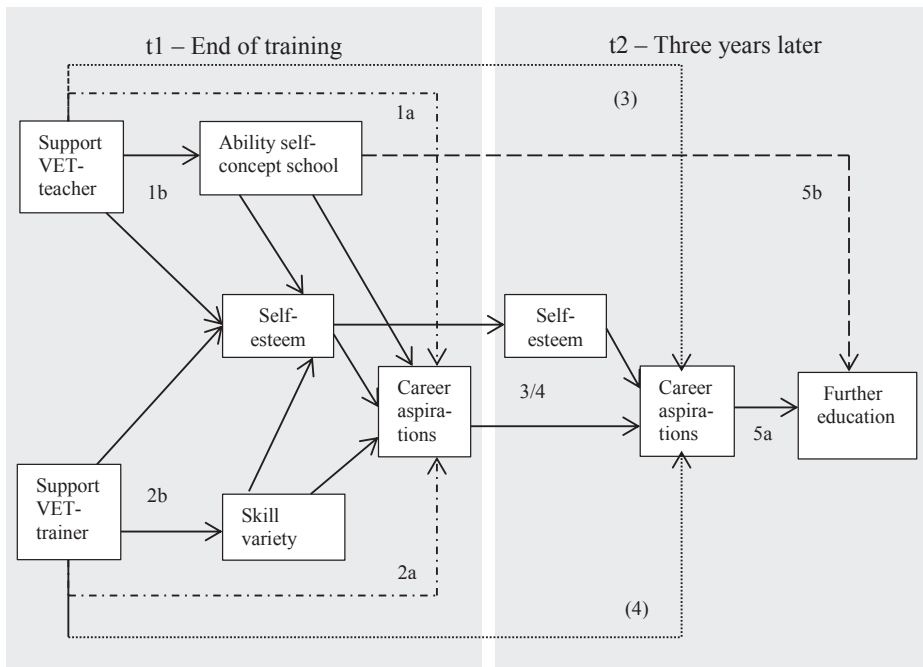 t1 – End of training
t2 – Three years later
(3)
1a
Support
VET-
teacher
Ability self-
concept school
1b
5b
Self-
esteem
Self-
esteem
Career
aspira-
tions
3/4
Career
aspira-
tions
5a
Further
education
Support
VET-
trainer
2b
Skill
variety
2a
(4)